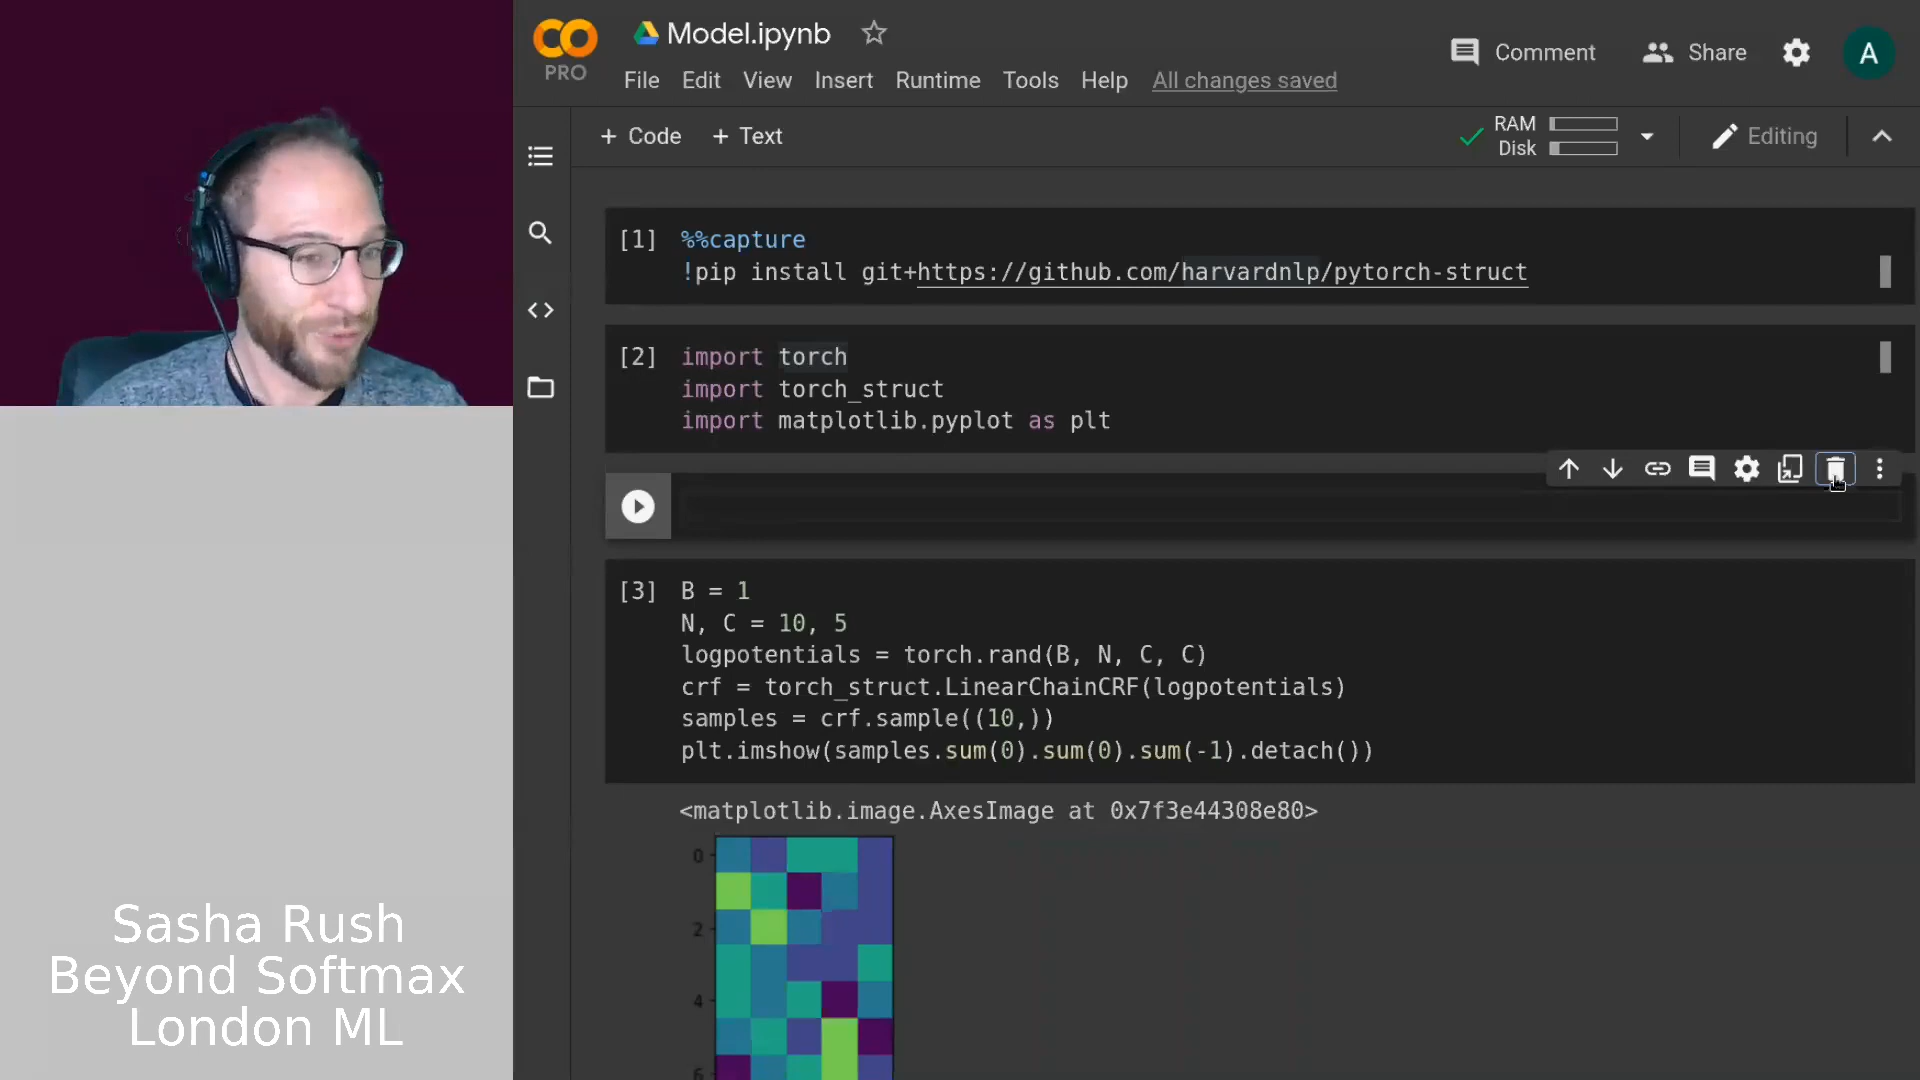 PRO
Model.ipynb
File Edit View Insert Runtime Tools Help All changes saved
Comment
Share
A
+ Code + Text
RAM
Disk
Editing
[1] %%capture
!pip install git+https://github.com/harvardnlp/pytorch-struct
[2] import torch
import torch_struct
import matplotlib.pyplot as plt
[3] B = 1
N, C = 10, 5
logpotentials = torch.rand(B, N, C, C)
crf = torch_struct.LinearChainCRF(logpotentials)
samples = crf.sample((10,))
plt.imshow(samples.sum(0).sum(0).sum(-1).detach())
<matplotlib.image.AxesImage at 0x7f3e44308e80>
0
2
4
6
Sasha Rush
Beyond Softmax
London ML